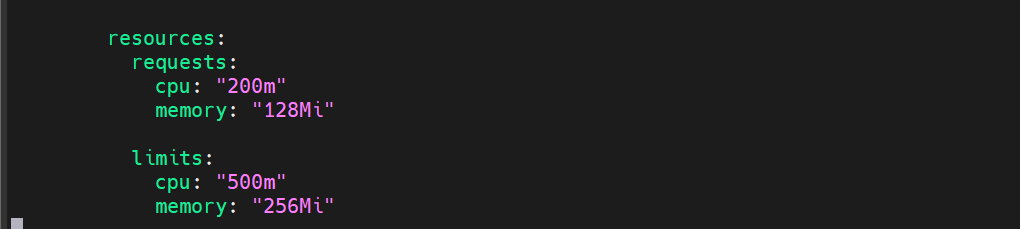 resources:
requests:
cpu: "200m"
memory: "128Mi"
limits:
cpu: "500m"
memory: "256Mi"